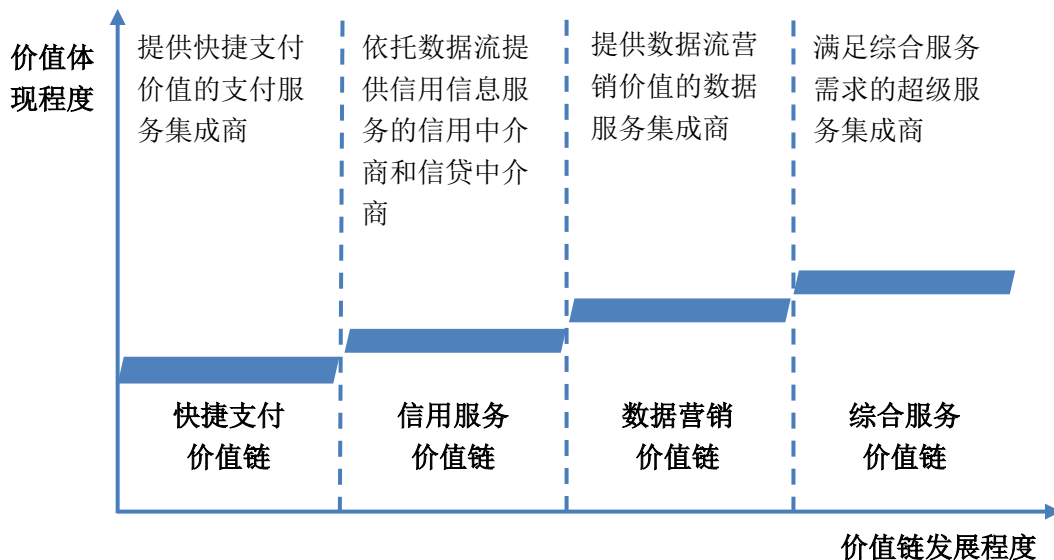 价值体
现程度
提供快捷支付
价值的支付服
务集成商
依托数据流提
供信用信息服
务的信用中介
商和信贷中介
商
提供数据流营
销价值的数据
服务集成商
满足综合服务
需求的超级服
务集成商
快捷支付
价值链
信用服务
价值链
数据营销
价值链
综合服务
价值链
价值链发展程度